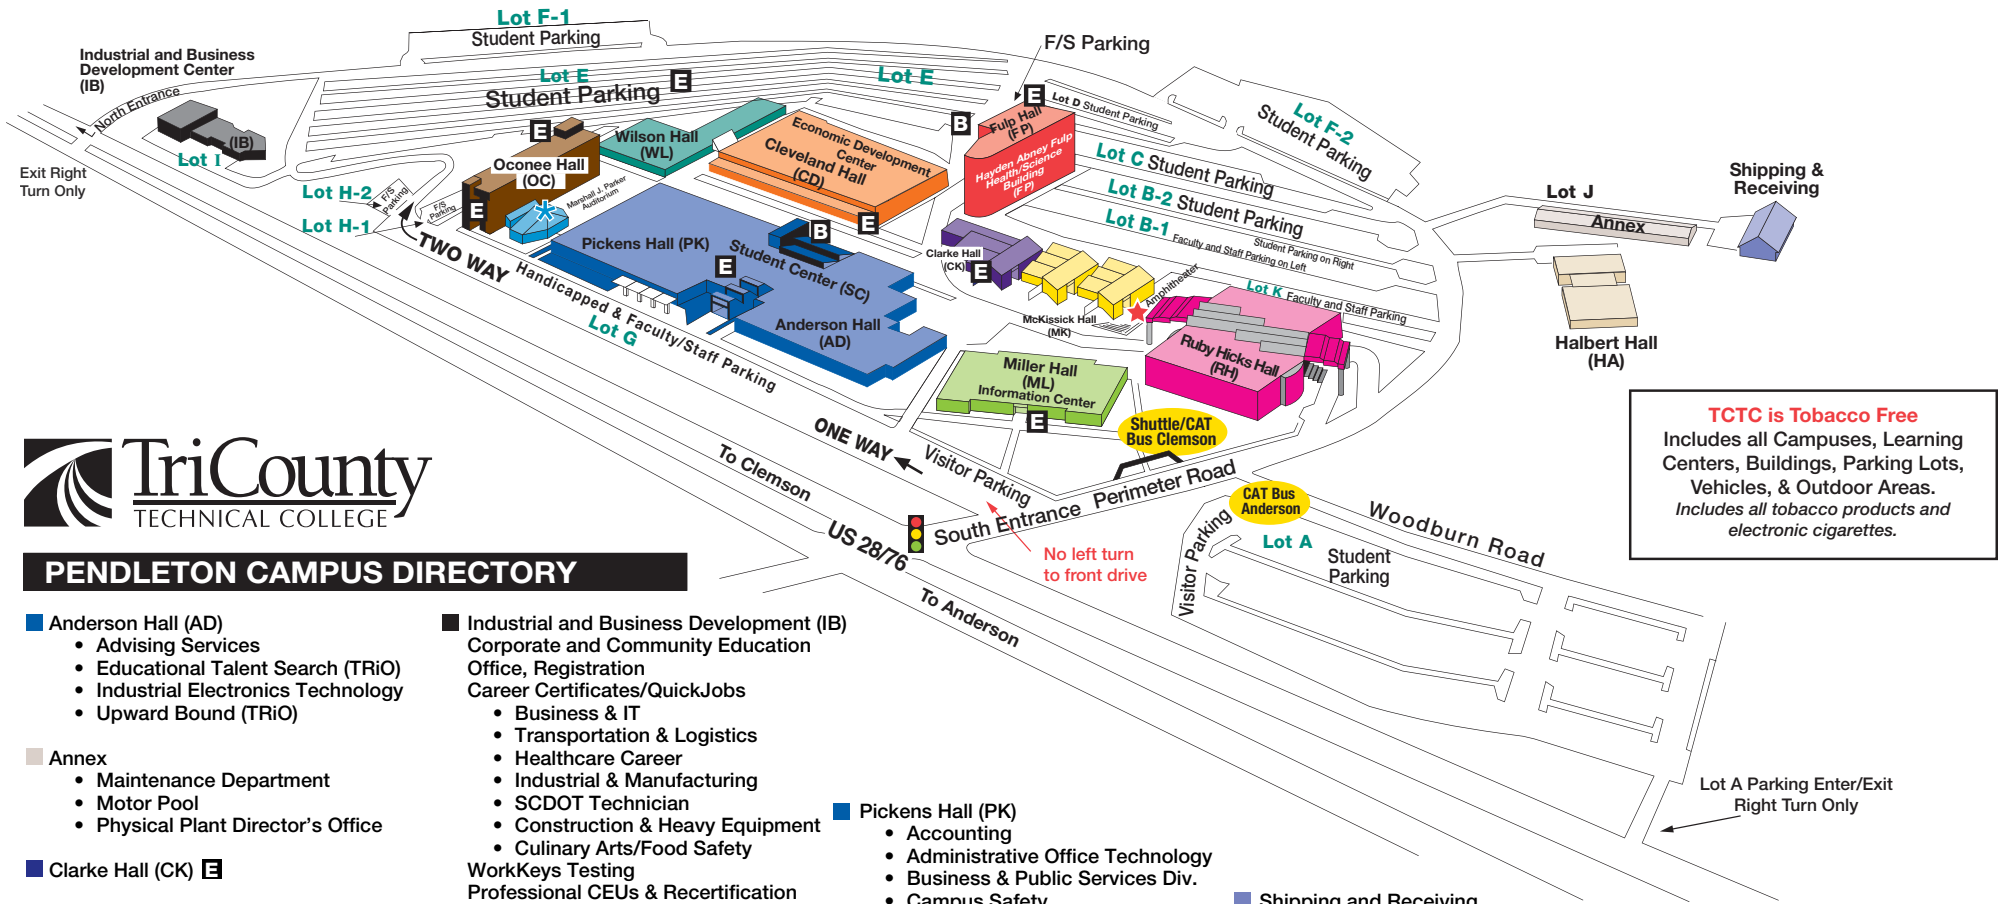 Lot F-1
Student Parking
F/S Parking
Industrial and Business
Development Center
(IB)
North Entrance
Lot E
Student Parking E
Lot E
E
Lot D Student Parking
Lot F-2
Student Parking
(IB)
Lot I
Exit Right
Turn Only
E
Oconee Hall
(OC)
E
Wilson Hall
(WL)
Economic Development
Center
Cleveland Hall
(CD)
E
B
Fulp Hall
(FP)
Hayden Abney Fulp
Health/Science
Building
(FP)
Lot C Student Parking
Lot B-2 Student Parking
Lot B-1
Student Parking on Right
Faculty and Staff Parking on Left
Lot K Faculty and Staff Parking
Shipping &
Receiving
Lot J
Annex
Halbert Hall
(HA)
Lot H-2
F/S
Parking
Lot H-1
F/S
Parking
Marshall J. Parker
Auditorium
TWO WAY
Handicapped & Faculty/Staff Parking
Lot G
Pickens Hall (PK)
B
Student Center (SC)
E
Anderson Hall
(AD)
Clarke Hall
(CK)
E
McKissick Hall
(MK)
Amphitheater
Ruby Hicks Hall
(RH)
Miller Hall
(ML)
Information Center
E
Shuttle/CAT
Bus Clemson
ONE WAY
Visitor Parking
Perimeter Road
South Entrance
To Clemson
US 28/76
To Anderson
No left turn
to front drive
CAT Bus
Anderson
Visitor Parking
Lot A
Student
Parking
Woodburn Road
Lot A Parking Enter/Exit
Right Turn Only
TCTC is Tobacco Free
Includes all Campuses, Learning
Centers, Buildings, Parking Lots,
Vehicles, & Outdoor Areas.
Includes all tobacco products and
electronic cigarettes.
TriCounty
TECHNICAL COLLEGE
PENDLETON CAMPUS DIRECTORY
Anderson Hall (AD)
• Advising Services
• Educational Talent Search (TRiO)
• Industrial Electronics Technology
• Upward Bound (TRiO)
Annex
• Maintenance Department
• Motor Pool
• Physical Plant Director's Office
Clarke Hall (CK) E
Industrial and Business Development (IB)
Corporate and Community Education
Office, Registration
Career Certificates/QuickJobs
• Business & IT
• Transportation & Logistics
• Healthcare Career
• Industrial & Manufacturing
• SCDOT Technician
• Construction & Heavy Equipment
• Culinary Arts/Food Safety
WorkKeys Testing
Professional CEUs & Recertification
Pickens Hall (PK)
• Accounting
• Administrative Office Technology
• Business & Public Services Div.
• Campus Safety
Shipping and Receiving